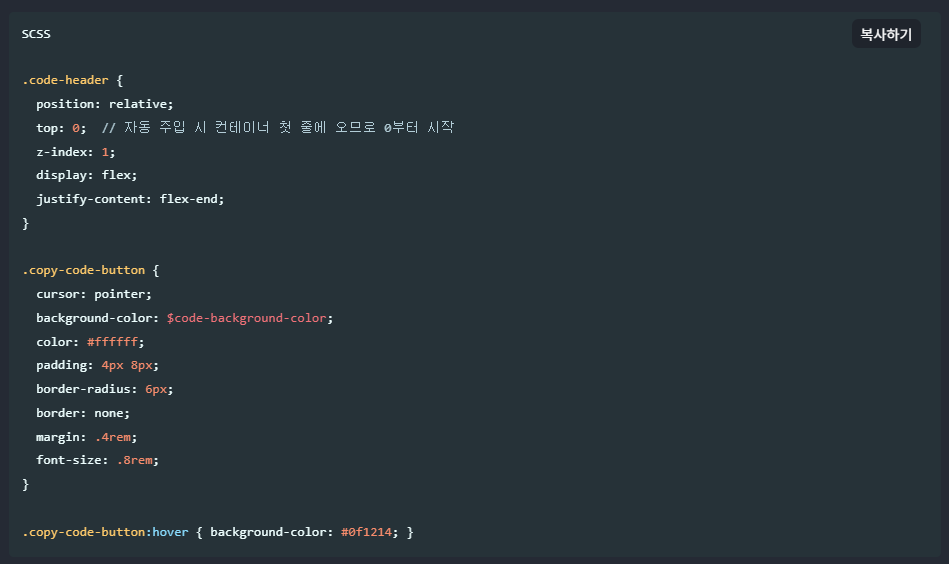 SCSS
복사하기
.code-header {
  position: relative;
  top: 0;  // 자동 주입 시 컨테이너 첫 줄에 오므로 0부터 시작
  z-index: 1;
  display: flex;
  justify-content: flex-end;
}
.copy-code-button {
  cursor: pointer;
  background-color: $code-background-color;
  color: #ffffff;
  padding: 4px 8px;
  border-radius: 6px;
  border: none;
  margin: .4rem;
  font-size: .8rem;
}
.copy-code-button:hover { background-color: #0f1214; }